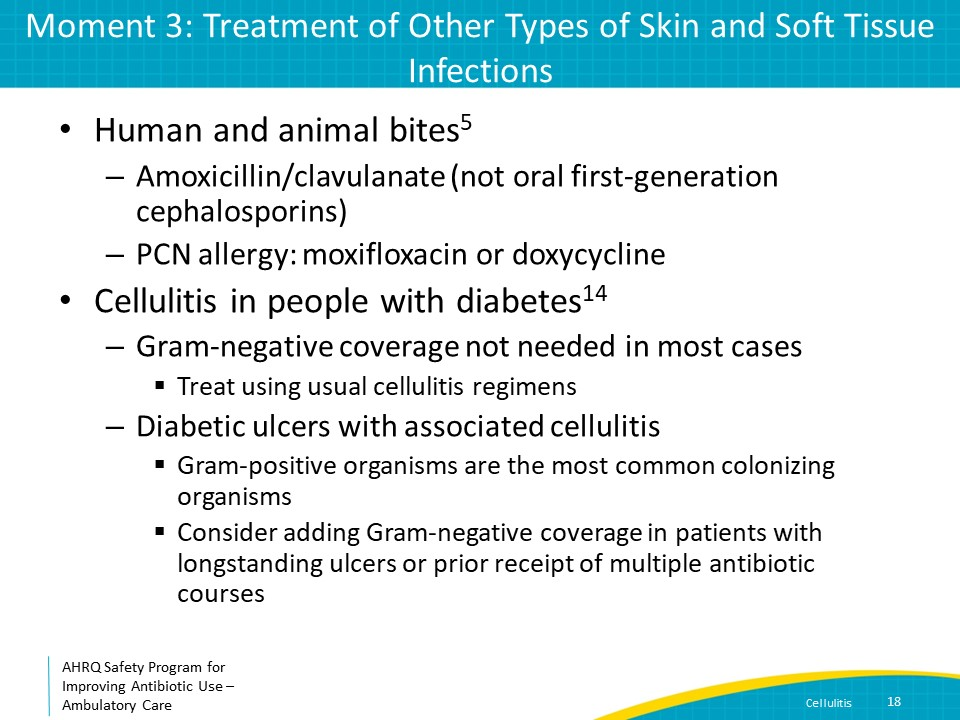 Moment 3: Treatment of Other Types of Skin and Soft Tissue
Infections
• Human and animal bites⁵
– Amoxicillin/clavulanate (not oral first-generation
cephalosporins)
– PCN allergy: moxifloxacin or doxycycline
• Cellulitis in people with diabetes¹⁴
– Gram-negative coverage not needed in most cases
▪ Treat using usual cellulitis regimens
– Diabetic ulcers with associated cellulitis
▪ Gram-positive organisms are the most common colonizing
organisms
▪ Consider adding Gram-negative coverage in patients with
longstanding ulcers or prior receipt of multiple antibiotic
courses
AHRQ Safety Program for
Improving Antibiotic Use –
Ambulatory Care
Cellulitis 18